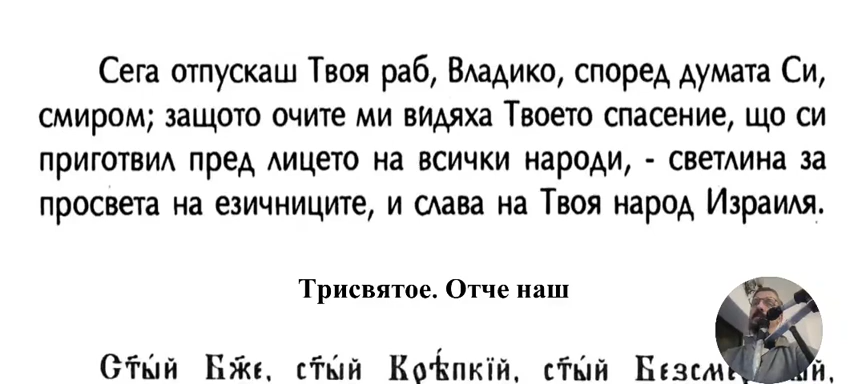 Сега отпускаш Твоя раб, Владико, според думата Си,
смиром; защото очите ми видяха Твоето спасение, що си
приготвил пред лицето на всички народи, - светлина за
просвета на езичниците, и слава на Твоя народ Израиля.
Трисвятое. Отче наш
Ст҃ы́й Бж҃е, ст҃ы́й Крѣ́пкїй, ст҃ы́й